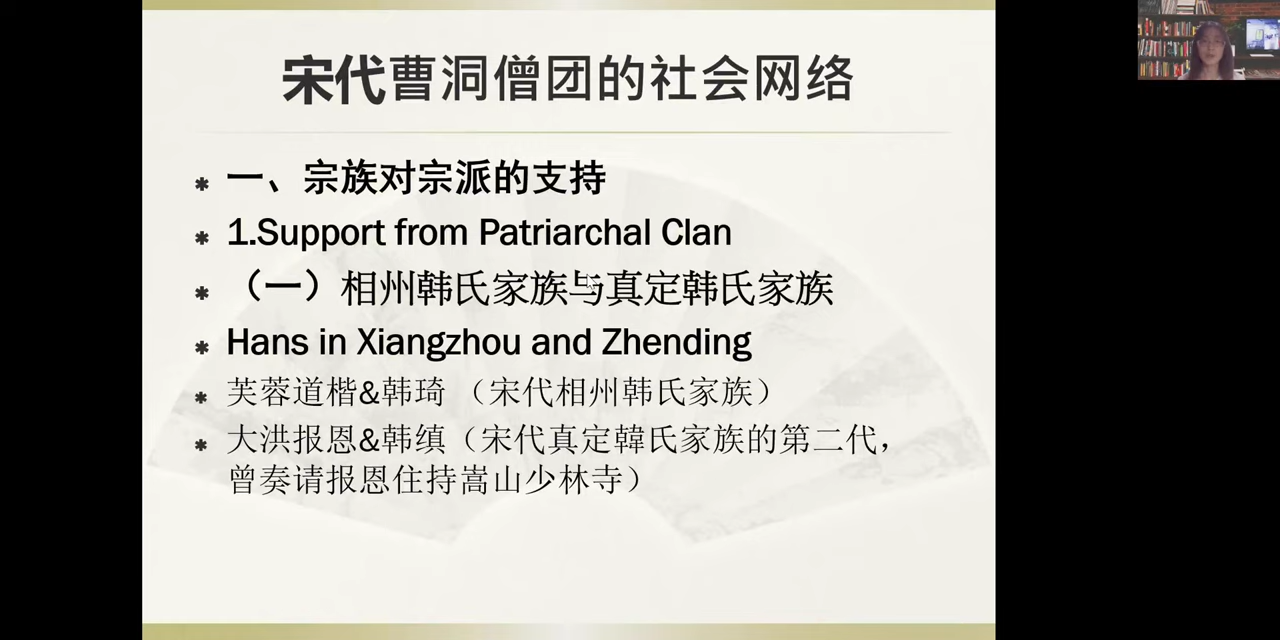 宋代曹洞僧团的社会网络
一、宗族对宗派的支持
1.Support from Patriarchal Clan
（一）相州韩氏家族与真定韩氏家族
Hans in Xiangzhou and Zhending
芙蓉道楷&韩琦 （宋代相州韩氏家族）
大洪报恩&韩缜（宋代真定韓氏家族的第二代，
曾奏请报恩住持嵩山少林寺）